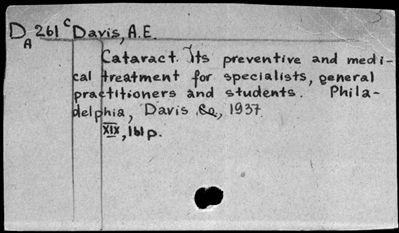 D A 261 c Davis, A.E.
Cataract. Its preventive and medi-
cal treatment for specialists, general
practitioners and students. Phila-
delphia, Davis Co., 1937
XIX, 161 p.